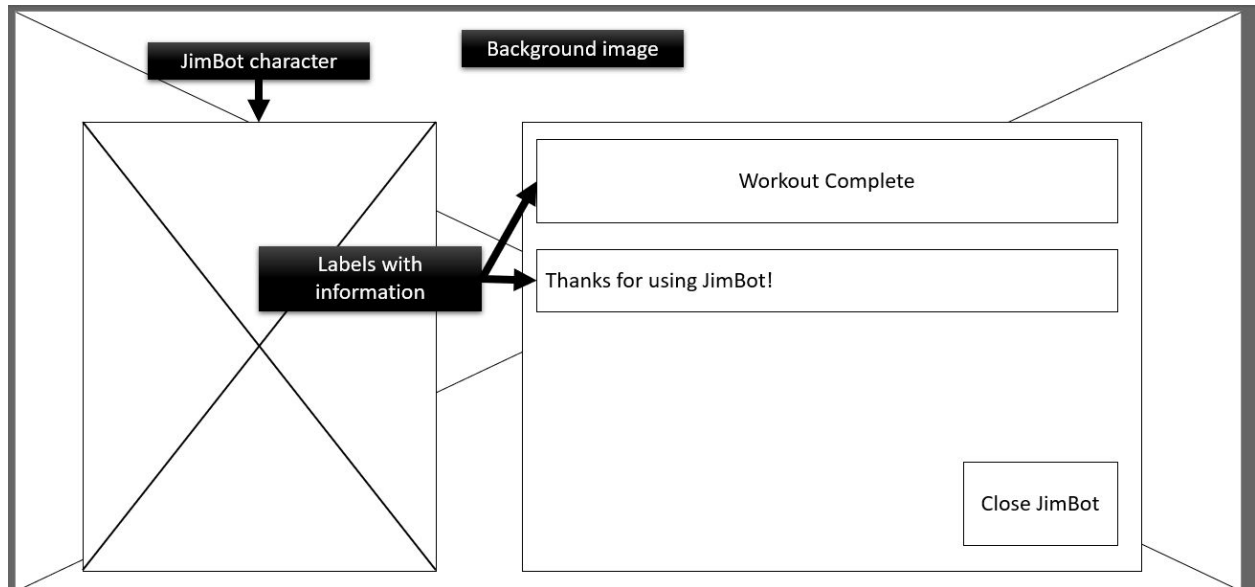 JimBot character
Background image
Workout Complete
Labels with
information
Thanks for using JimBot!
Close JimBot